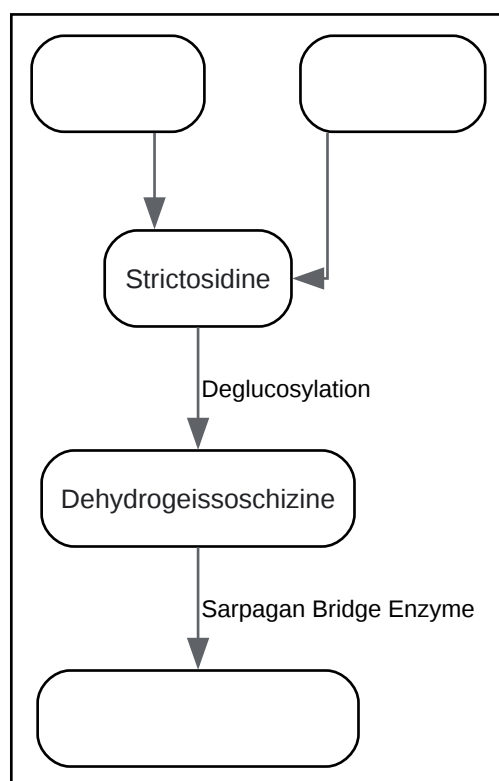 Strictosidine
Deglucosylation
Dehydrogeissoschizine
Sarpagan Bridge Enzyme